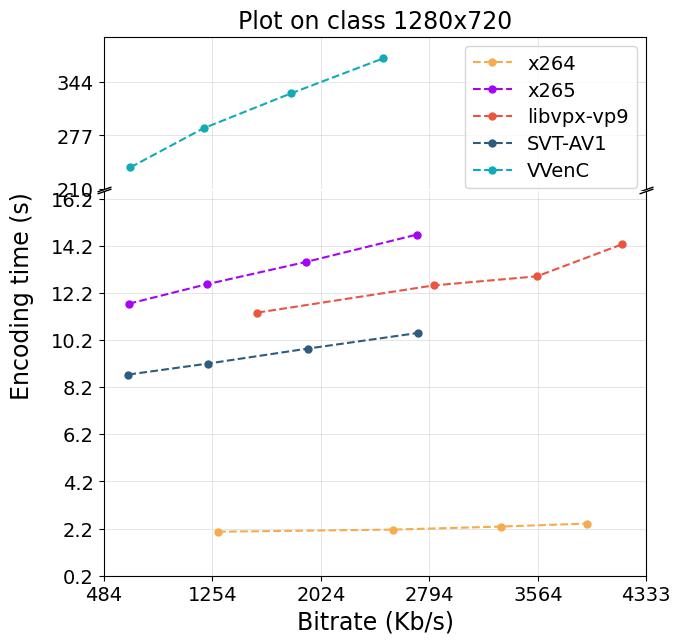 Plot on class 1280x720
x264
x265
libvpx-vp9
SVT-AV1
VVenC
344
277
210
16.2
14.2
12.2
10.2
8.2
6.2
4.2
2.2
0.2
Encoding time (s)
484 1254 2024 2794 3564 4333
Bitrate (Kb/s)